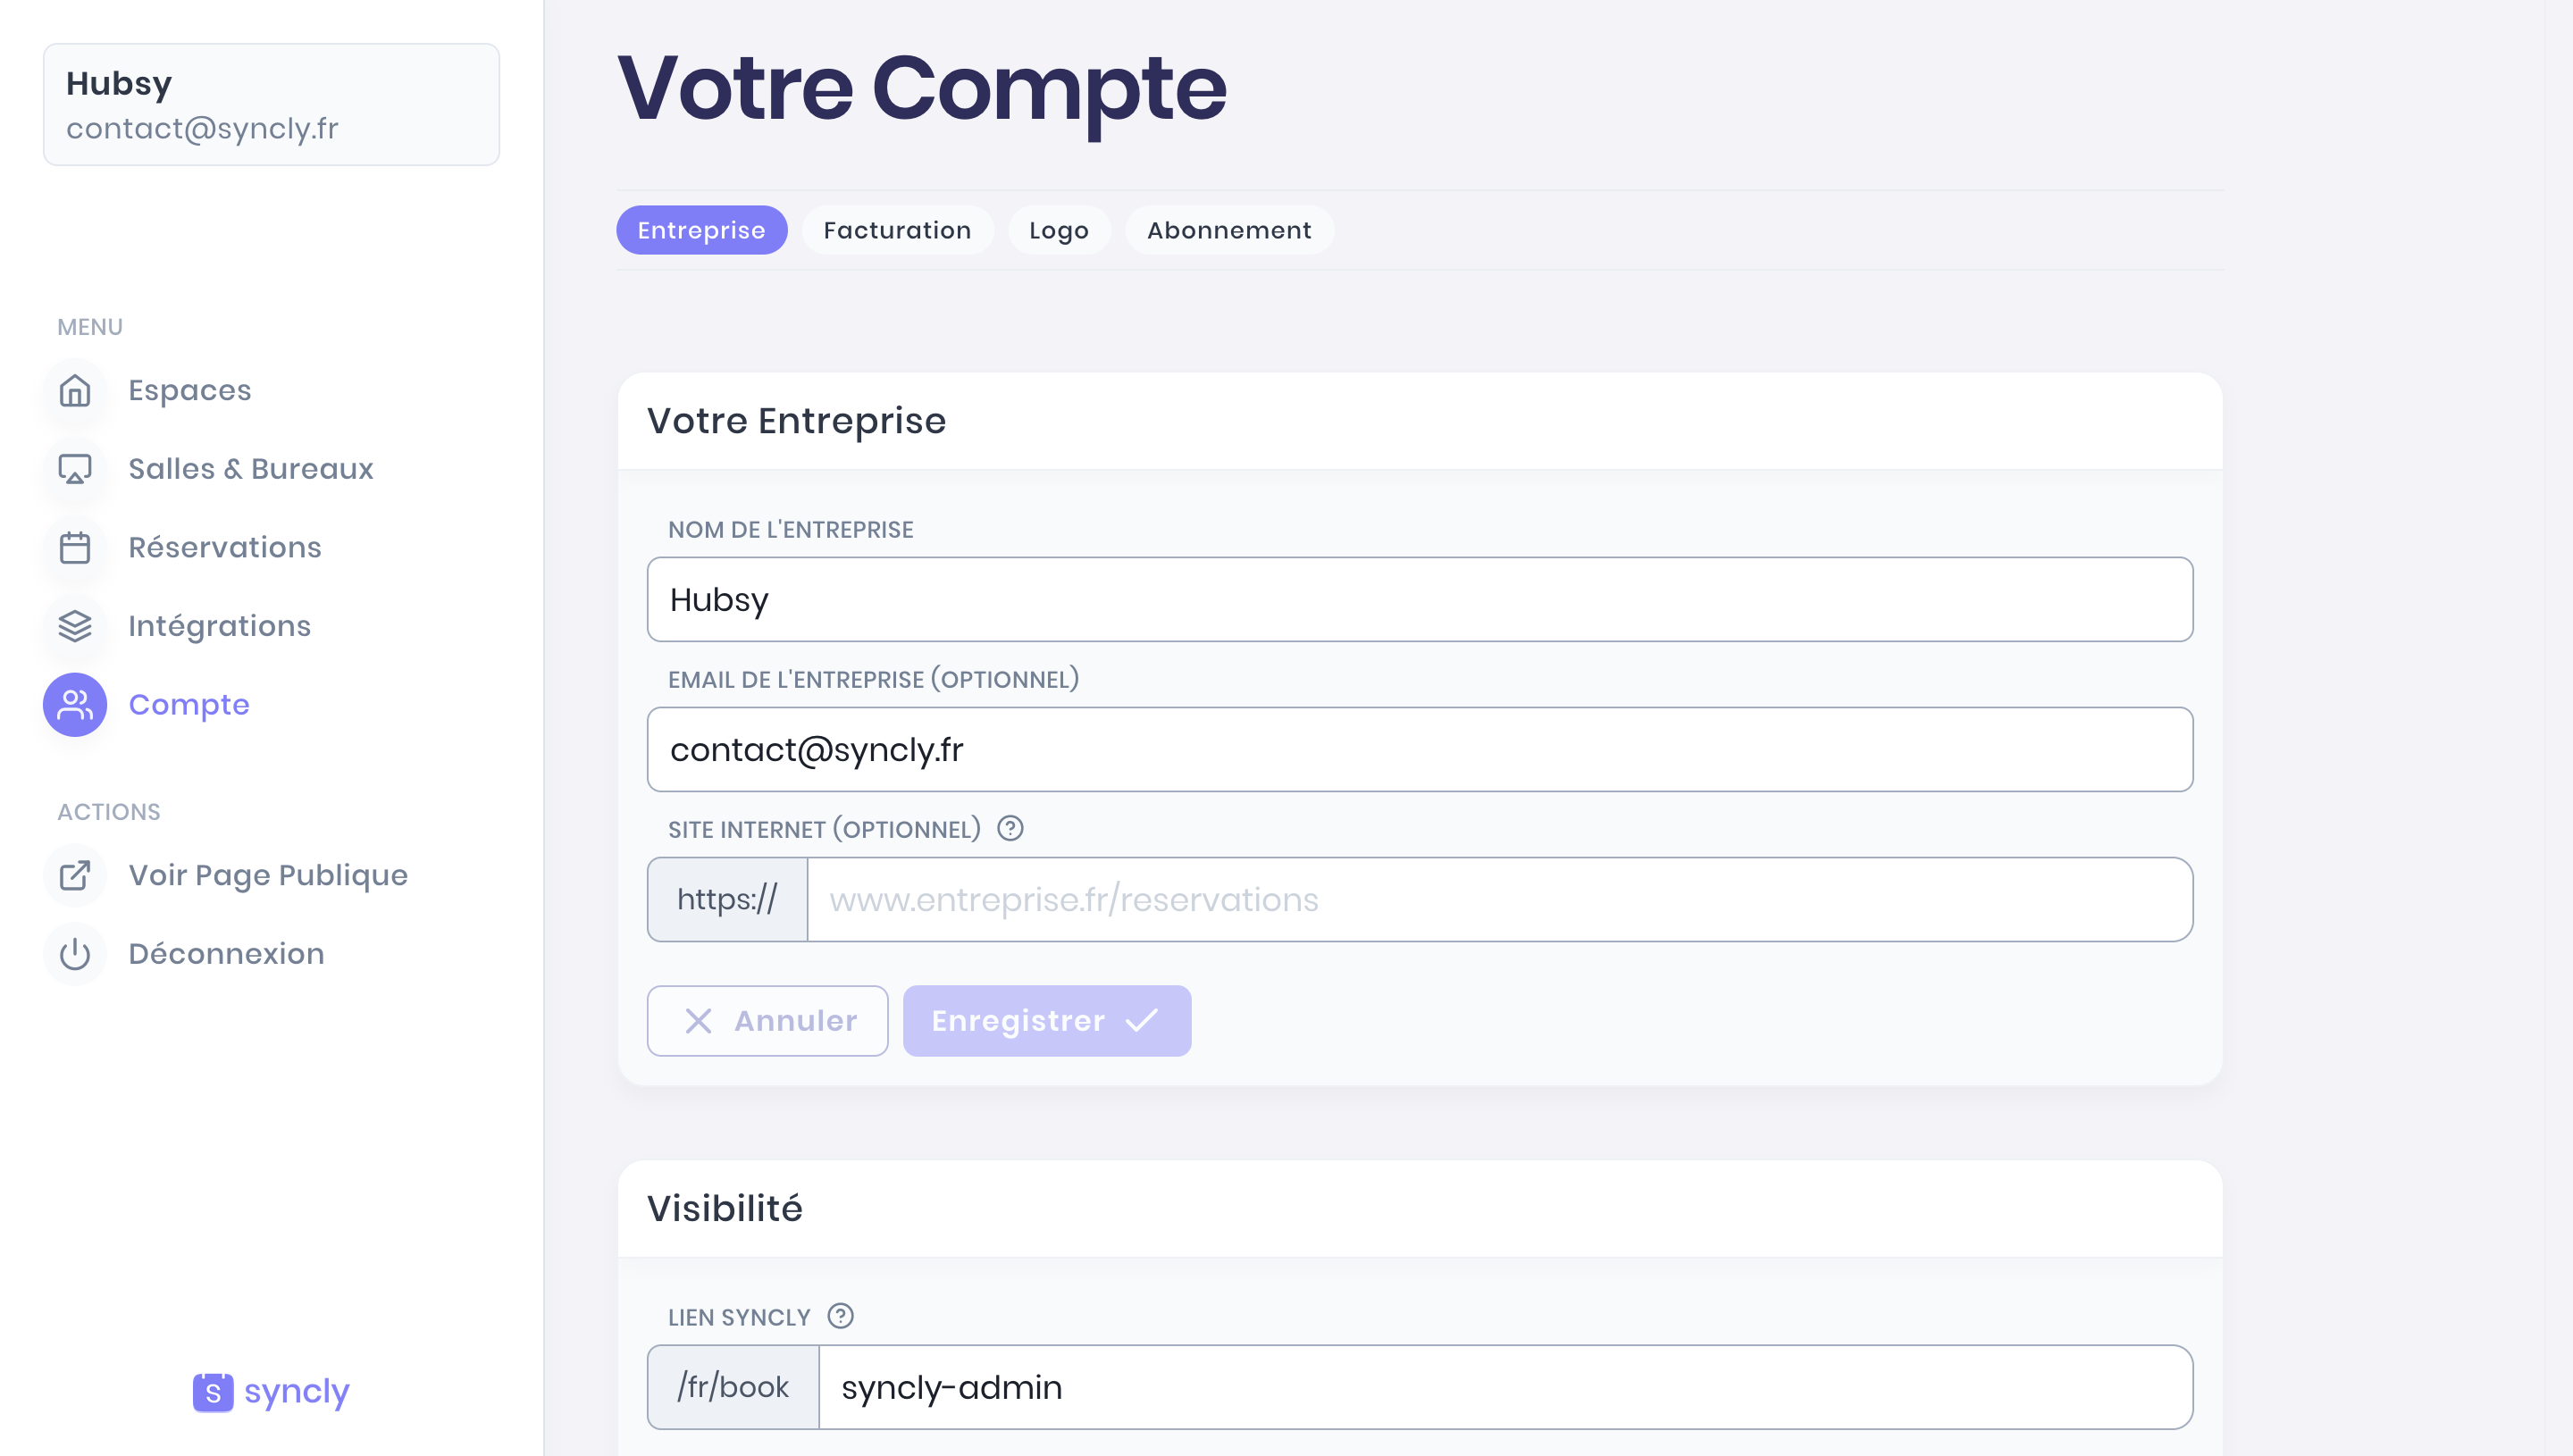 Hubsy
contact@syncly.fr
MENU
Espaces
Salles & Bureaux
Réservations
Intégrations
Compte
ACTIONS
Voir Page Publique
Déconnexion
S syncly
Votre Compte
Entreprise Facturation Logo Abonnement
Votre Entreprise
NOM DE L'ENTREPRISE
Hubsy
EMAIL DE L'ENTREPRISE (OPTIONNEL)
contact@syncly.fr
SITE INTERNET (OPTIONNEL) ?
https:// www.entreprise.fr/reservations
Annuler Enregistrer
Visibilité
LIEN SYNCLY ?
/fr/book syncly-admin